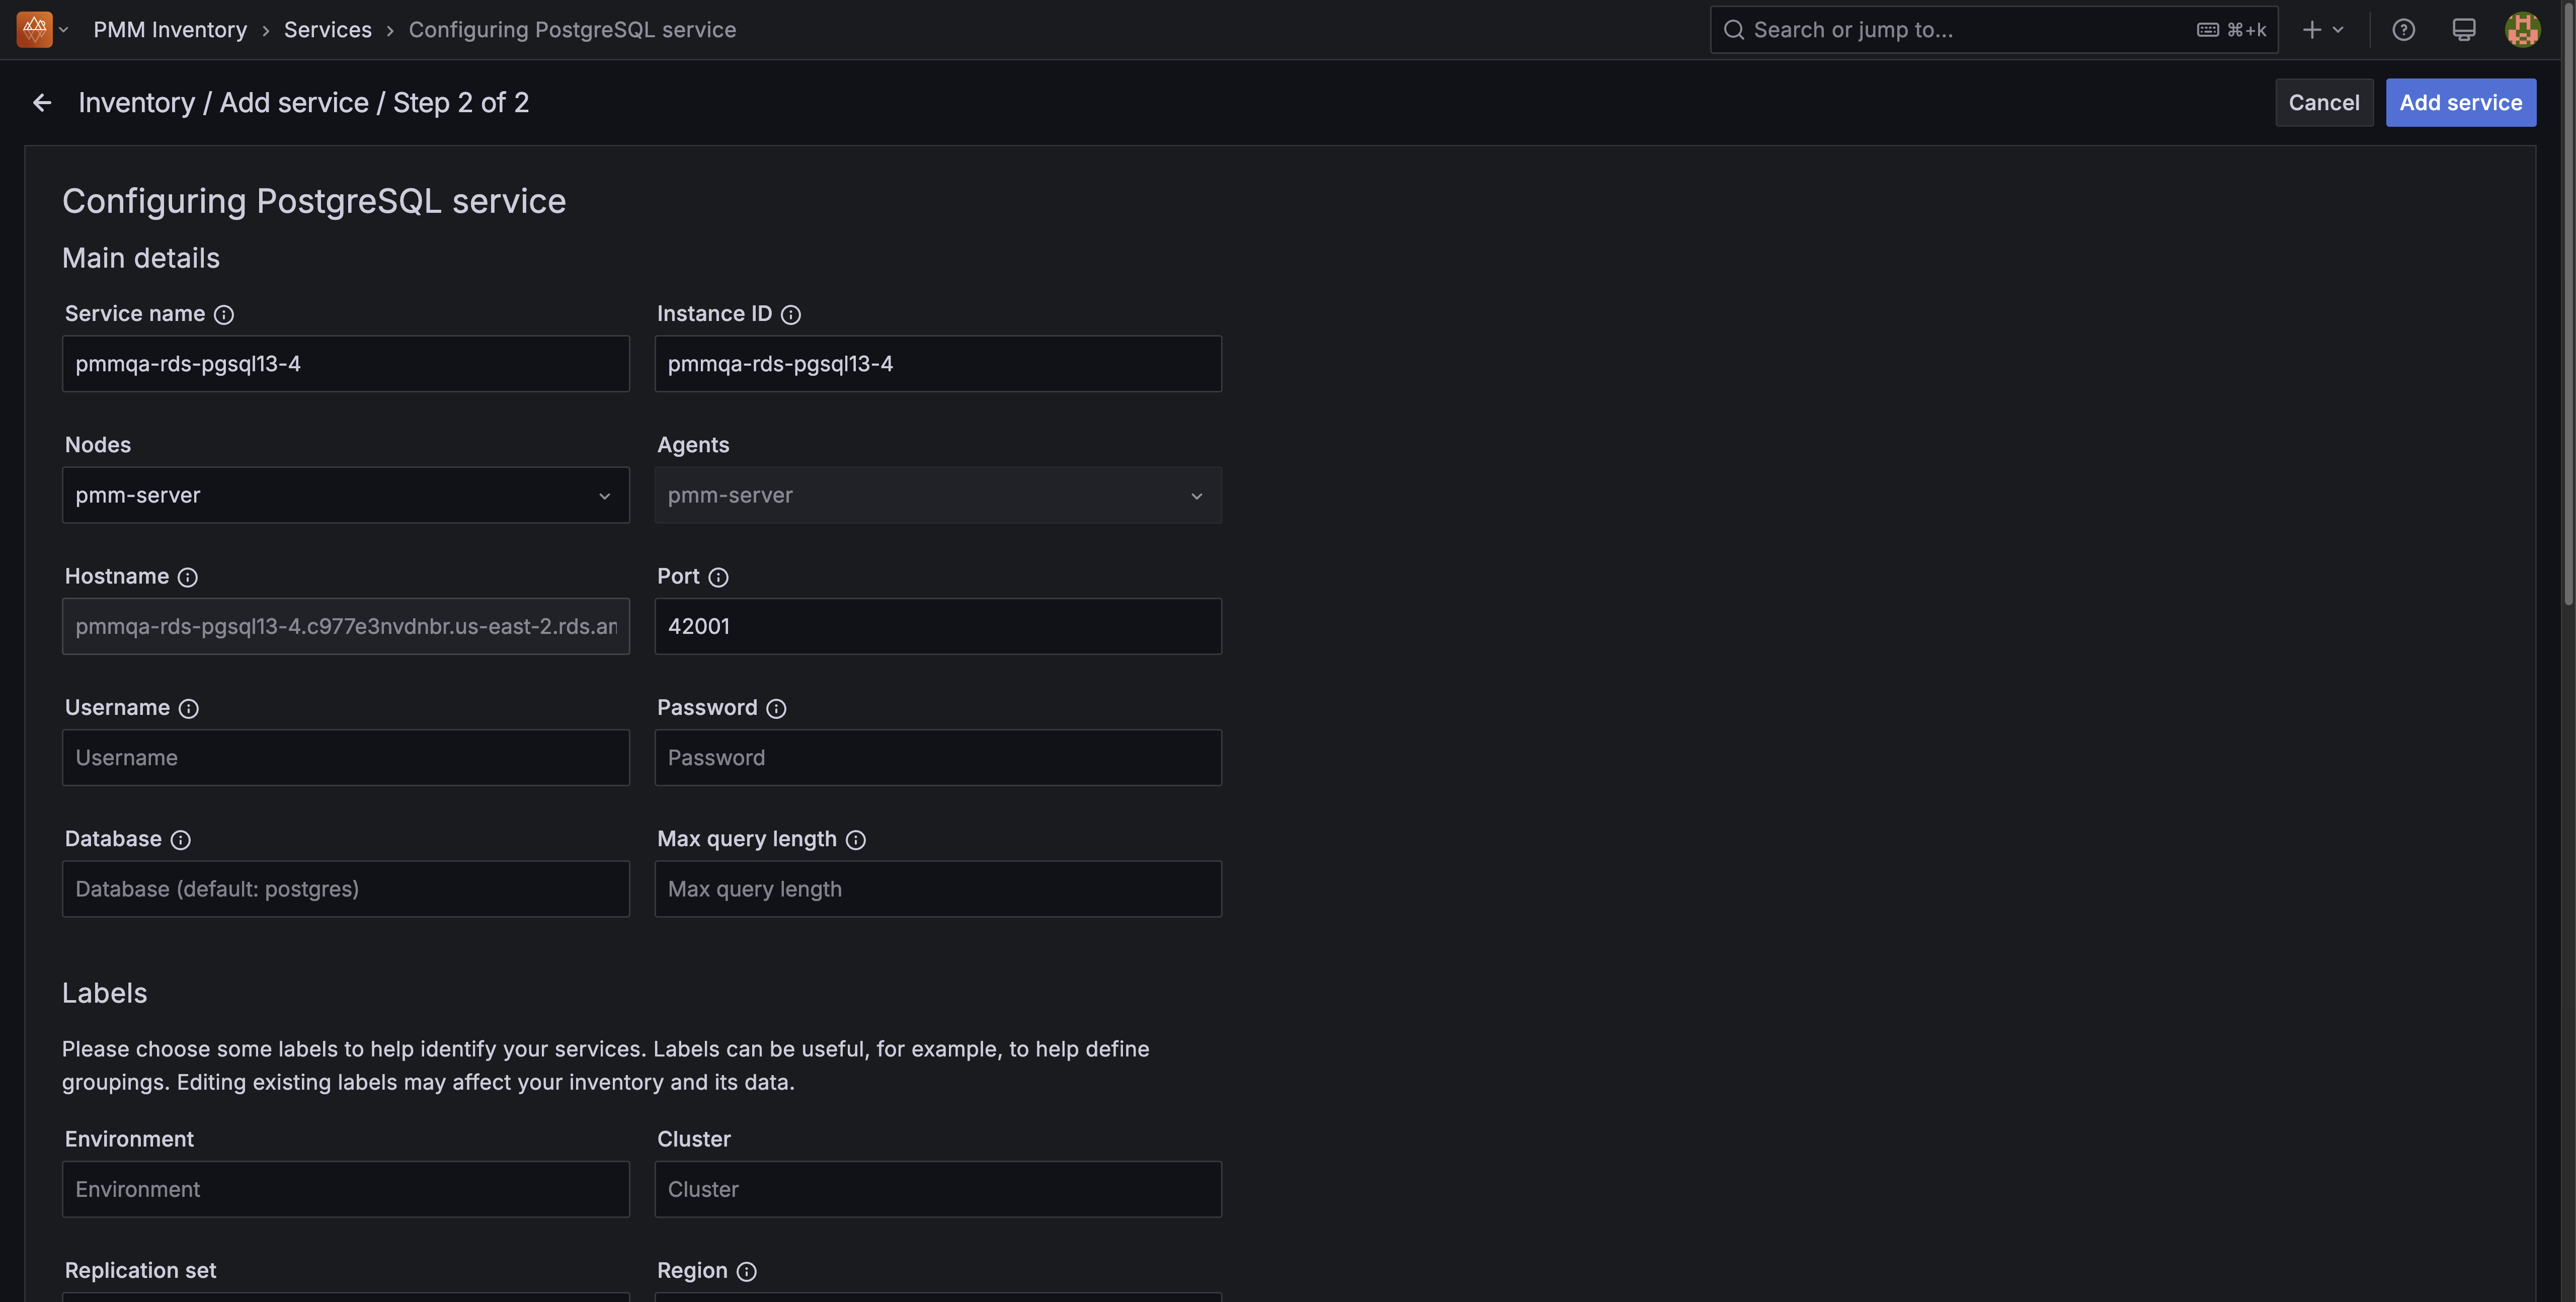 PMM Inventory › Services › Configuring PostgreSQL service
Search or jump to...
⌘+k
Inventory / Add service / Step 2 of 2
Cancel
Add service
Configuring PostgreSQL service
Main details
Service name
Instance ID
pmmqa-rds-pgsql13-4
pmmqa-rds-pgsql13-4
Nodes
Agents
pmm-server
pmm-server
Hostname
Port
pmmqa-rds-pgsql13-4.c977e3nvdnbr.us-east-2.rds.am
42001
Username
Password
Username
Password
Database
Max query length
Database (default: postgres)
Max query length
Labels
Please choose some labels to help identify your services. Labels can be useful, for example, to help define
groupings. Editing existing labels may affect your inventory and its data.
Environment
Cluster
Environment
Cluster
Replication set
Region